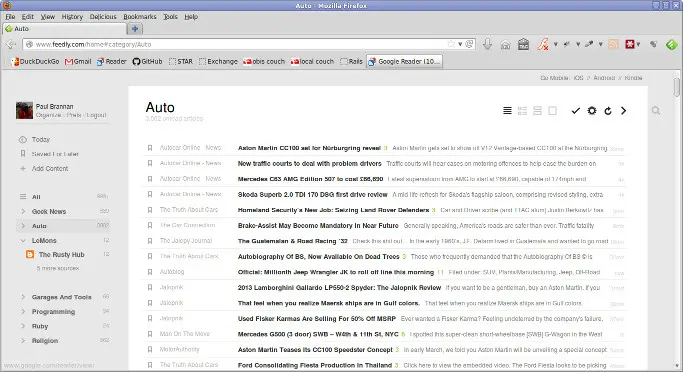 Auto - Mozilla Firefox
File Edit View History Delicious Bookmarks Tools Help
Auto
www.feedly.com/home#category/Auto
DuckDuckGo Gmail Reader GitHub STAR Exchange obis couch local couch Rails Google Reader (10...
Go Mobile: iOS // Android // Kindle
Paul Brannan
Organize · Prefs · Logout
Today
Saved For Later
Add Content
All
Geek News
Auto
LeMons
The Rusty Hub
5 more sources
Garages And Tools
Programming
Ruby
Religion
www.google.com/reader/view/
Auto
unread articles
Autocar Online - News Aston Martin CC100 set for Nürburgring reveal 3 Aston Martin gets set to show off V12 Vantage-based CC100 at the Nürburgring
Autocar Online - News New traffic courts to deal with problem drivers Traffic courts will hear cases on motoring offences to help ease the burden on
Autocar Online - News Mercedes C63 AMG Edition 507 to cost £66,690 Latest supersaloon from AMG to start at £66,690, capable of 174mph and
Autocar Online - News Skoda Superb 2.0 TDI 170 DSG first drive review A mid-life refresh for Skoda's flagship saloon, comprising revised styling, extra
The Truth About Cars Homeland Security's New Job: Seizing Land Rover Defenders 3 Car and Driver scribe (and TTAC alum) Justin Berkowitz has
The Car Connection Brake-Assist May Become Mandatory in Near Future Generally speaking, America's roads are safer than ever. Traffic fatality
The Jalopy Journal The Guatemalan & Road Racing '32 Check this shit out. In the early 1960's, J.F. Deform lived in Guatemala and wanted to go road
The Truth About Cars Autobiography Of BS, Now Available On Dead Trees 3 Those who frequently demanded that the Autobiography Of BS © is
Autoblog Official: Millionth Jeep Wrangler JK to roll off line this morning 11 Filed under: SUV, Plants/Manufacturing, Jeep, Off-Road
Jalopnik 2013 Lamborghini Gallardo LP550-2 Spyder: The Jalopnik Review If you want to be a gentleman, buy an Aston Martin. If you
Jalopnik That feel when you realize Maersk ships are in Gulf colors. That feel when you realize Maersk ships are in Gulf colors.
Jalopnik Used Fisker Karmas Are Selling For 50% Off MSRP Ever wanted a Fisker Karma? Feeling undeterred by the company's failure,
Man On The Move Mercedes G500 (3 door) SWB – W4th & 11th St, NYC 6 I spotted this super-clean short-wheelbase [SWB] G-Wagon in the West
MotorAuthority Aston Martin Teases Its CC100 Speedster Concept 3 In early March, we told you Aston Martin will be unveiling a special concept
The Truth About Cars Ford Consolidating Fiesta Production in Thailand 3 Click here to view the embedded video. The Ford Fiesta looks to be picking